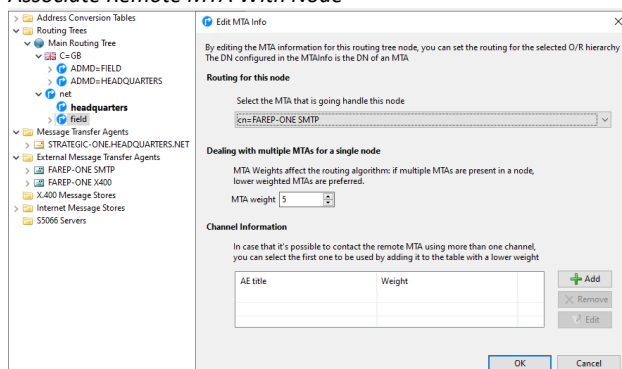 Associate Remote MTA With Node
Address Conversion Tables
Routing Trees
Main Routing Tree
C=GB
ADMD=FIELD
ADMD=HEADQUARTERS
net
headquarters
field
Message Transfer Agents
STRATEGIC-ONE.HEADQUARTERS.NET
External Message Transfer Agents
FAREP-ONE SMTP
FAREP-ONE X400
X.400 Message Stores
Internet Message Stores
S5066 Servers
Edit MTA Info
By editing the MTA information for this routing tree node, you can set the routing for the selected O/R hierarchy
The DN configured in the MTAInfo is the DN of an MTA
Routing for this node
Select the MTA that is going handle this node
cn=FAREP-ONE SMTP
Dealing with multiple MTAs for a single node
MTA Weights affect the routing algorithm: if multiple MTAs are present in a node,
lower weighted MTAs are preferred.
MTA weight 5
Channel Information
In case that it's possible to contact the remote MTA using more than one channel,
you can select the first one to be used by adding it to the table with a lower weight
AE title Weight
Add
Remove
Edit
OK Cancel